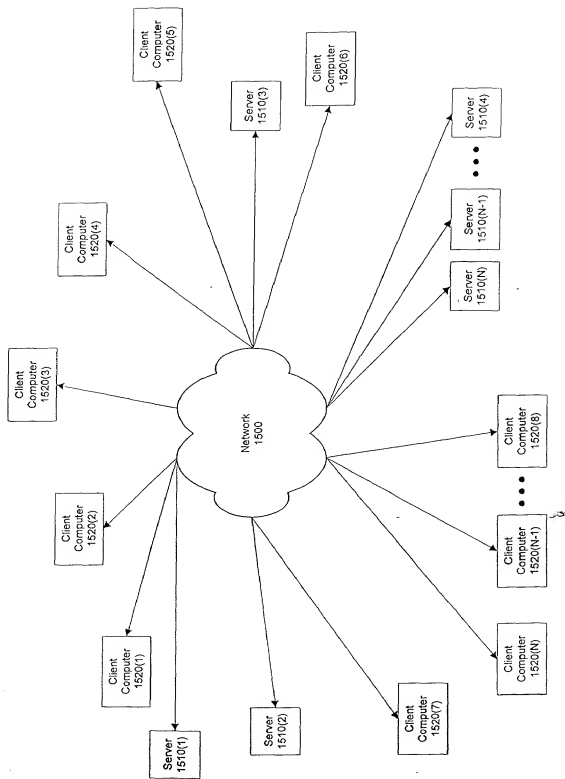 Client
Computer
1520(5)
Server
1510(3)
Client
Computer
1520(6)
Server
1510(4)
Client
Computer
1520(4)
Server
1510(N-1)
Server
1510(N)
Client
Computer
1520(3)
Network
1500
Client
Computer
1520(8)
Client
Computer
1520(2)
Client
Computer
1520(N-1)
Client
Computer
1520(1)
Client
Computer
1520(N)
Server
1510(1)
Server
1510(2)
Client
Computer
1520(7)